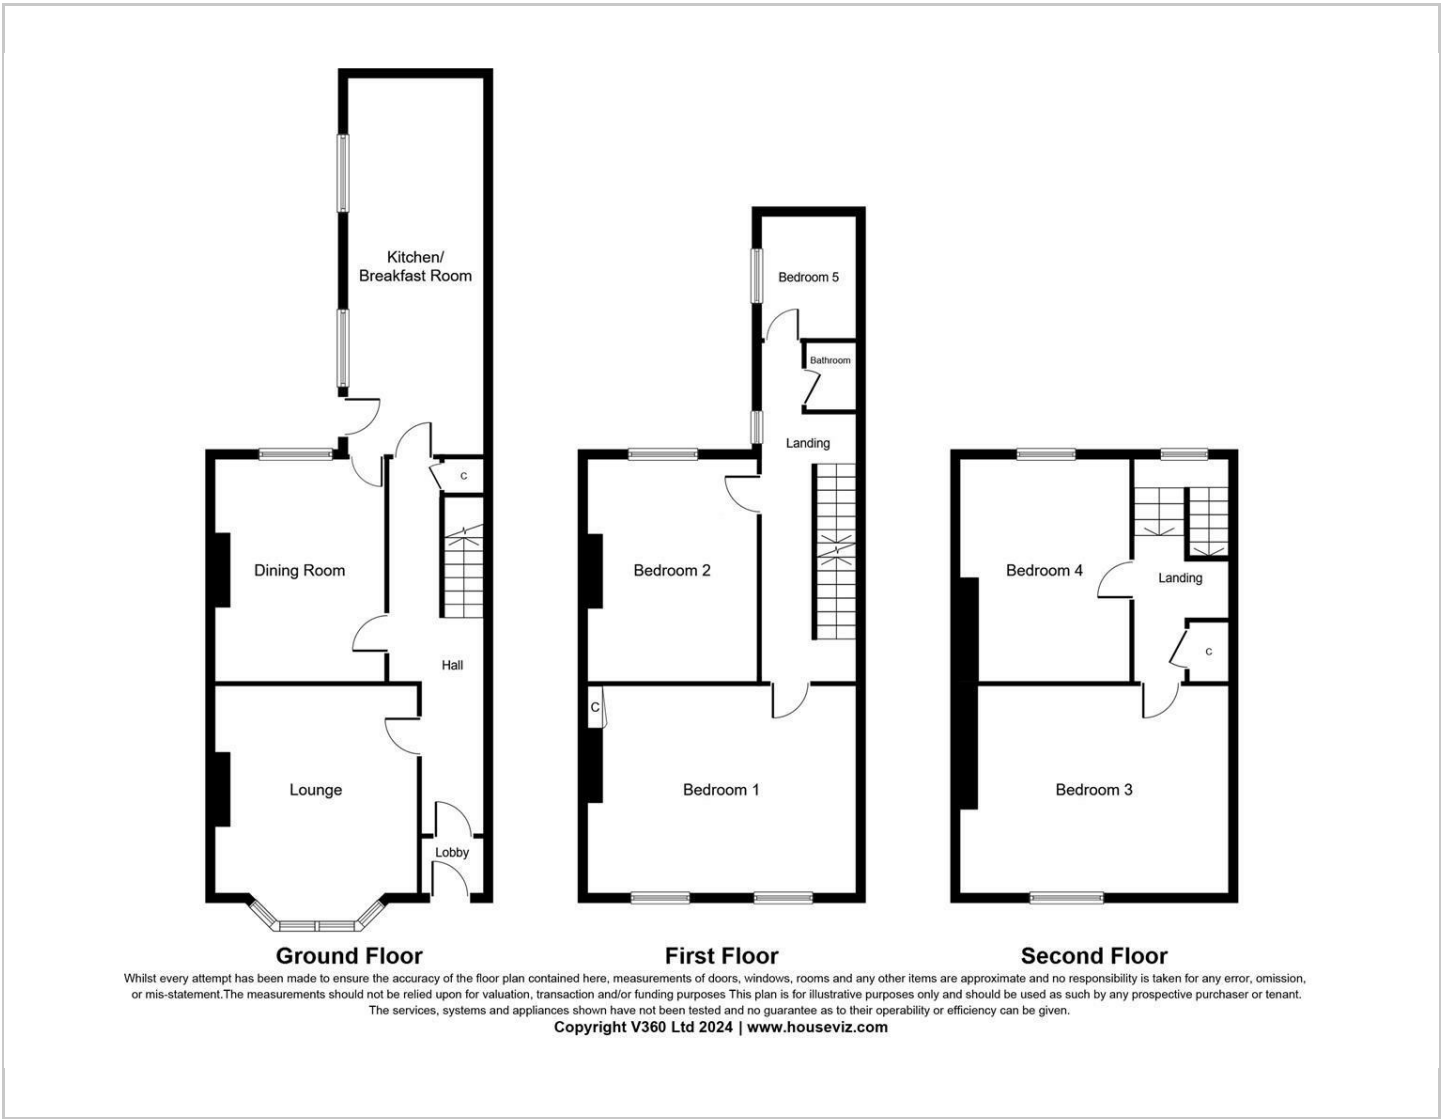 Kitchen/
Breakfast Room
C
Dining Room
Hall
Lounge
Lobby
Ground Floor
Bedroom 5
Bathroom
Landing
Bedroom 2
C
Bedroom 1
First Floor
Bedroom 4
Landing
C
Bedroom 3
Second Floor
Whilst every attempt has been made to ensure the accuracy of the floor plan contained here, measurements of doors, windows, rooms and any other items are approximate and no responsibility is taken for any error, omission,
or mis-statement.The measurements should not be relied upon for valuation, transaction and/or funding purposes This plan is for illustrative purposes only and should be used as such by any prospective purchaser or tenant.
The services, systems and appliances shown have not been tested and no guarantee as to their operability or efficiency can be given.
Copyright V360 Ltd 2024 | www.houseviz.com